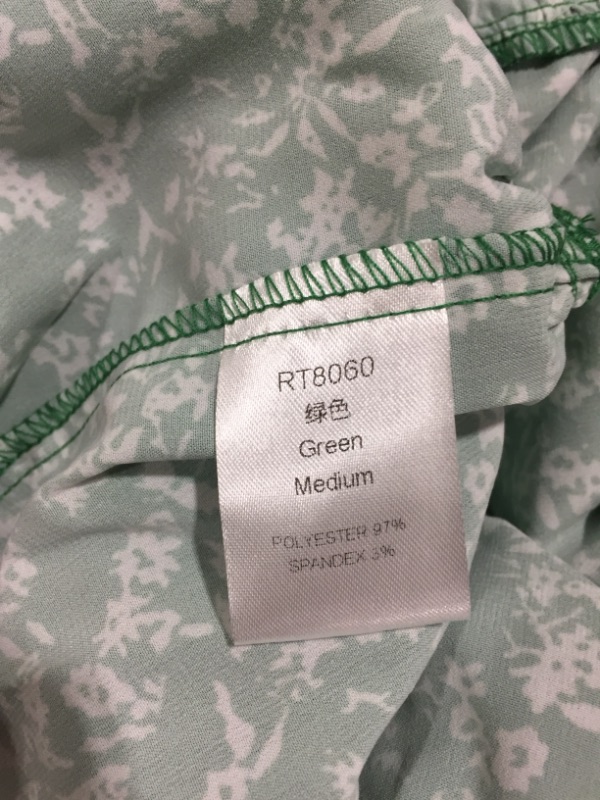 RT8060
绿色
Green
Medium
POLYESTER 97%
SPANDEX 3%